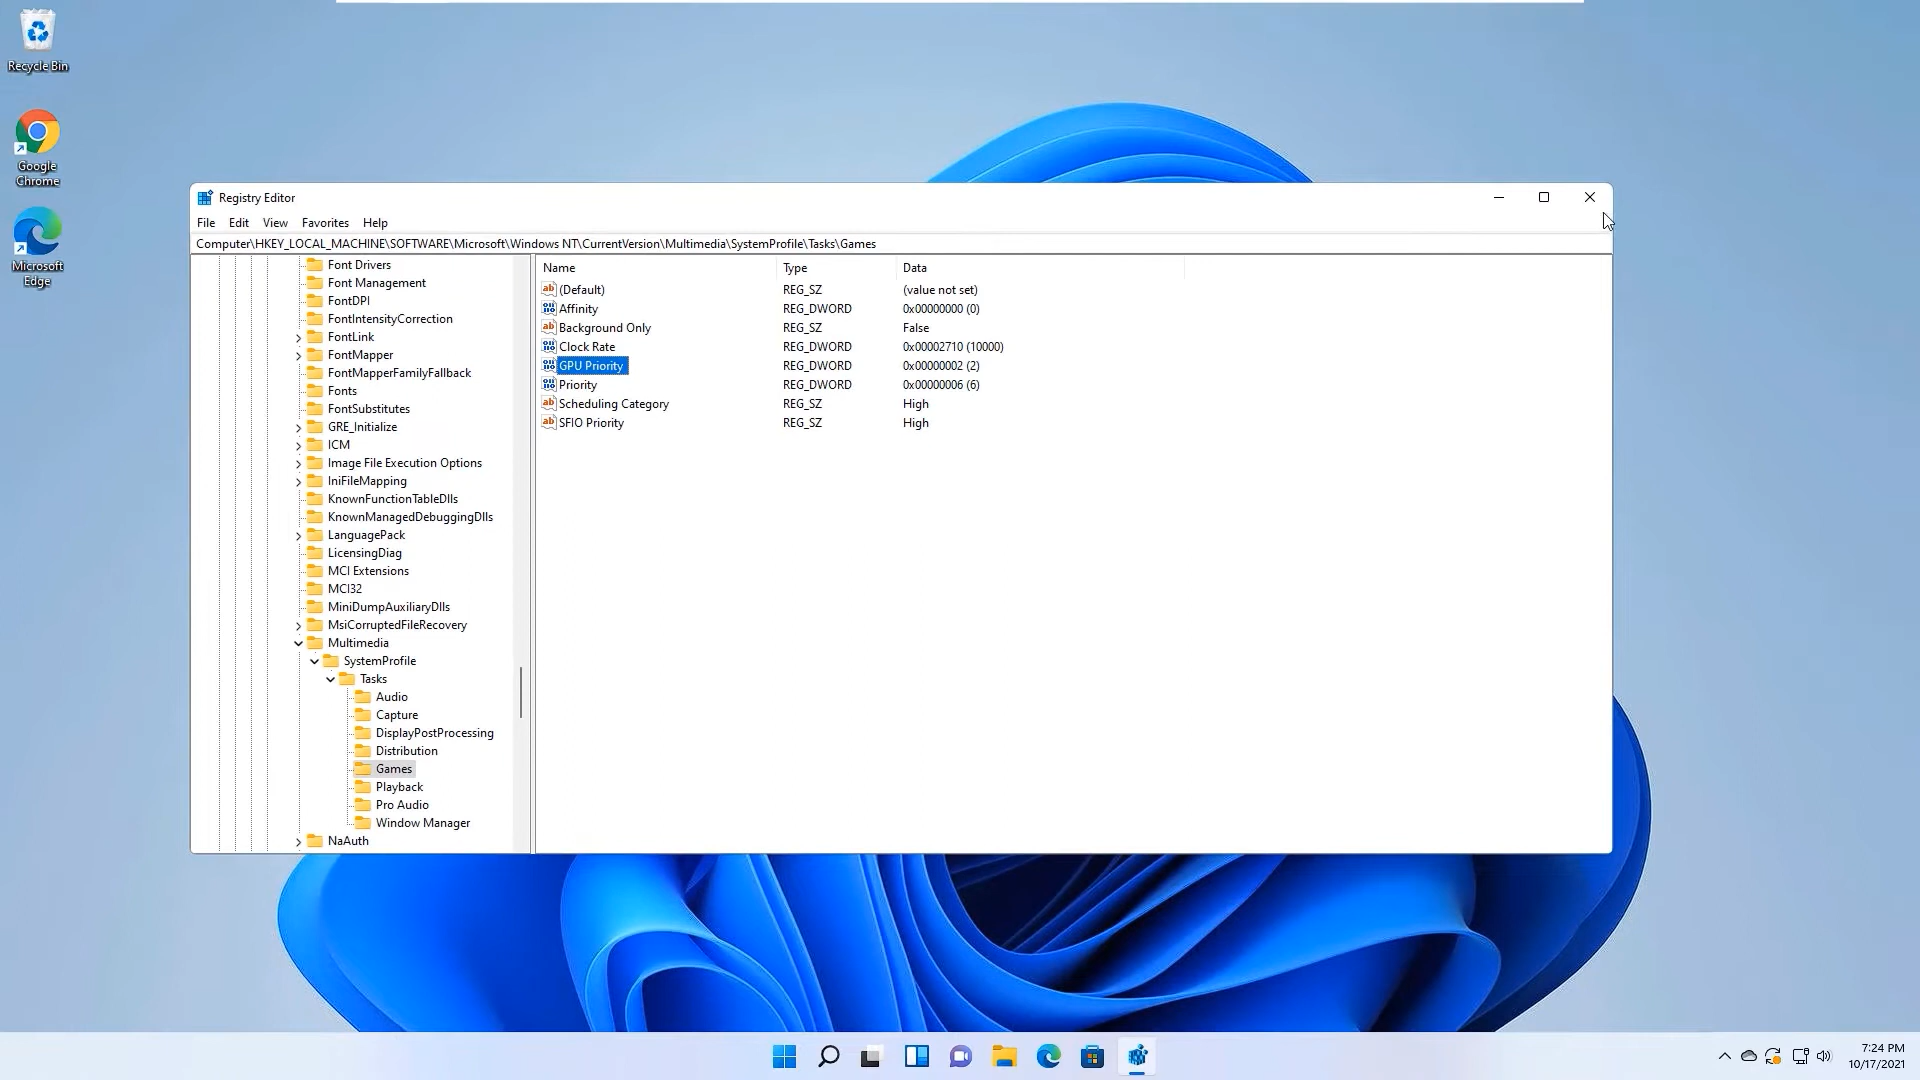 Recycle Bin
Google
Chrome
Microsoft
Edge
Registry Editor
File Edit View Favorites Help
Computer\HKEY_LOCAL_MACHINE\SOFTWARE\Microsoft\Windows NT\CurrentVersion\Multimedia\SystemProfile\Tasks\Games
Font Drivers
Font Management
FontDPI
FontIntensityCorrection
FontLink
FontMapper
FontMapperFamilyFallback
Fonts
FontSubstitutes
GRE_Initialize
ICM
Image File Execution Options
IniFileMapping
KnownFunctionTableDlls
KnownManagedDebuggingDlls
LanguagePack
LicensingDiag
MCI Extensions
MCI32
MiniDumpAuxiliaryDlls
MsiCorruptedFileRecovery
Multimedia
SystemProfile
Tasks
Audio
Capture
DisplayPostProcessing
Distribution
Games
Playback
Pro Audio
Window Manager
NaAuth
Name Type Data
(Default) REG_SZ (value not set)
Affinity REG_DWORD 0x00000000 (0)
Background Only REG_SZ False
Clock Rate REG_DWORD 0x00002710 (10000)
GPU Priority REG_DWORD 0x00000002 (2)
Priority REG_DWORD 0x00000006 (6)
Scheduling Category REG_SZ High
SFIO Priority REG_SZ High
7:24 PM
10/17/2021